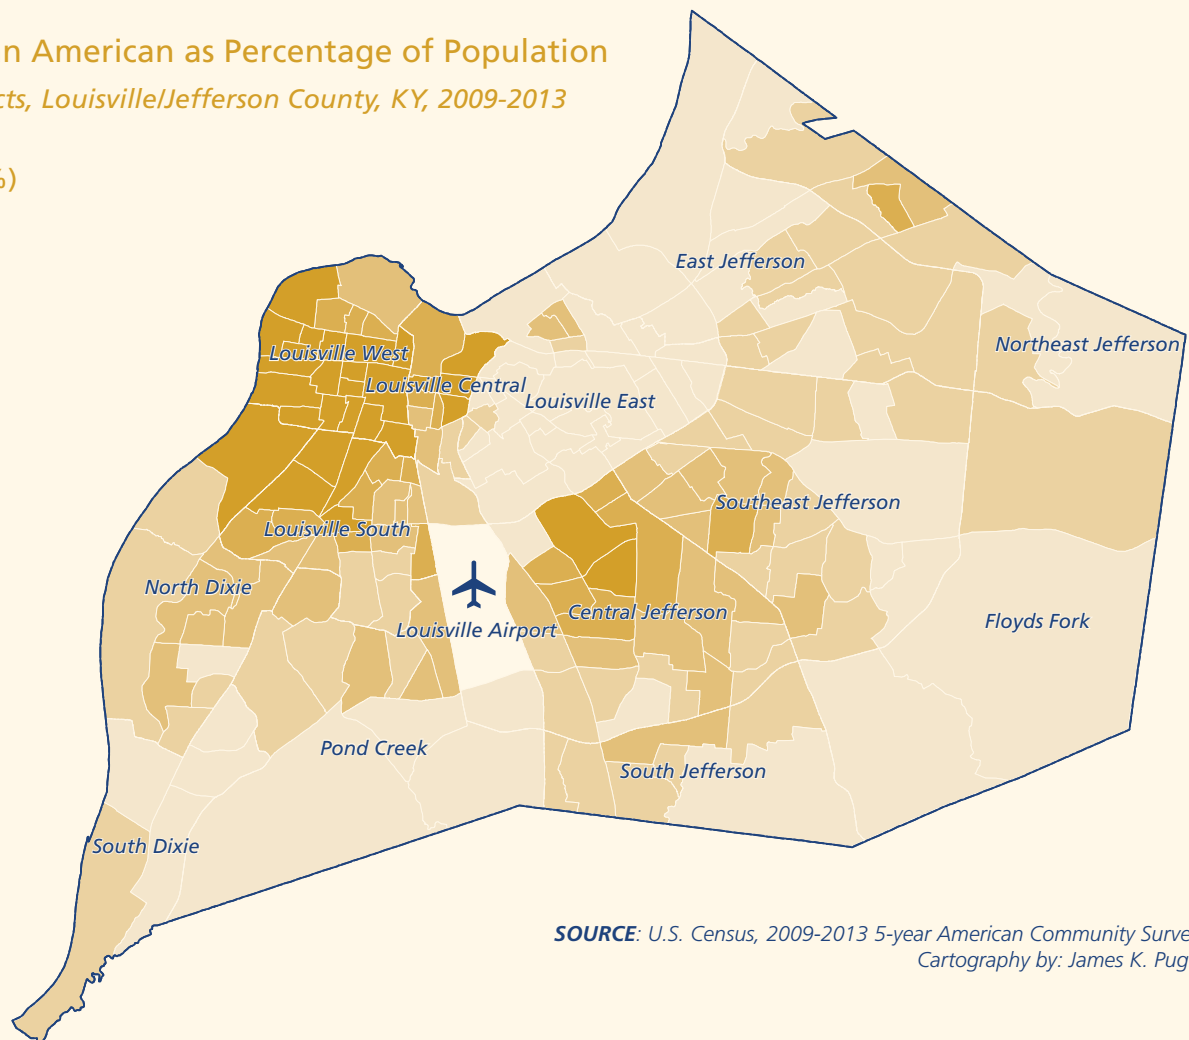 n American as Percentage of Population
cts, Louisville/Jefferson County, KY, 2009-2013
%)
East Jefferson
Northeast Jefferson
Louisville West
Louisville Central
Louisville East
Southeast Jefferson
Louisville South
North Dixie
Central Jefferson
Louisville Airport
Floyds Fork
Pond Creek
South Jefferson
South Dixie
SOURCE: U.S. Census, 2009-2013 5-year American Community Surve
Cartography by: James K. Pug